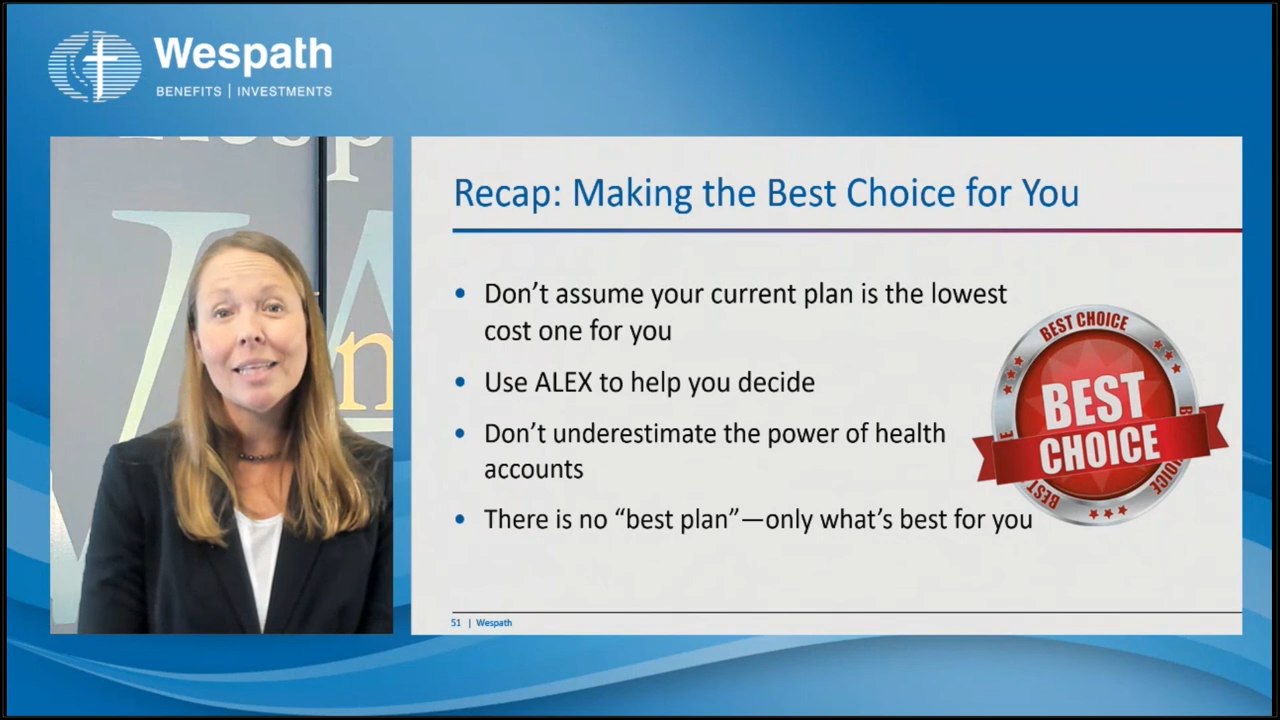 Wespath
BENEFITS | INVESTMENTS
Recap: Making the Best Choice for You
• Don’t assume your current plan is the lowest
cost one for you
• Use ALEX to help you decide
• Don’t underestimate the power of health
accounts
• There is no “best plan”—only what’s best for you
BEST CHOICE
BEST
CHOICE
BEST
CHOICE
51 | Wespath